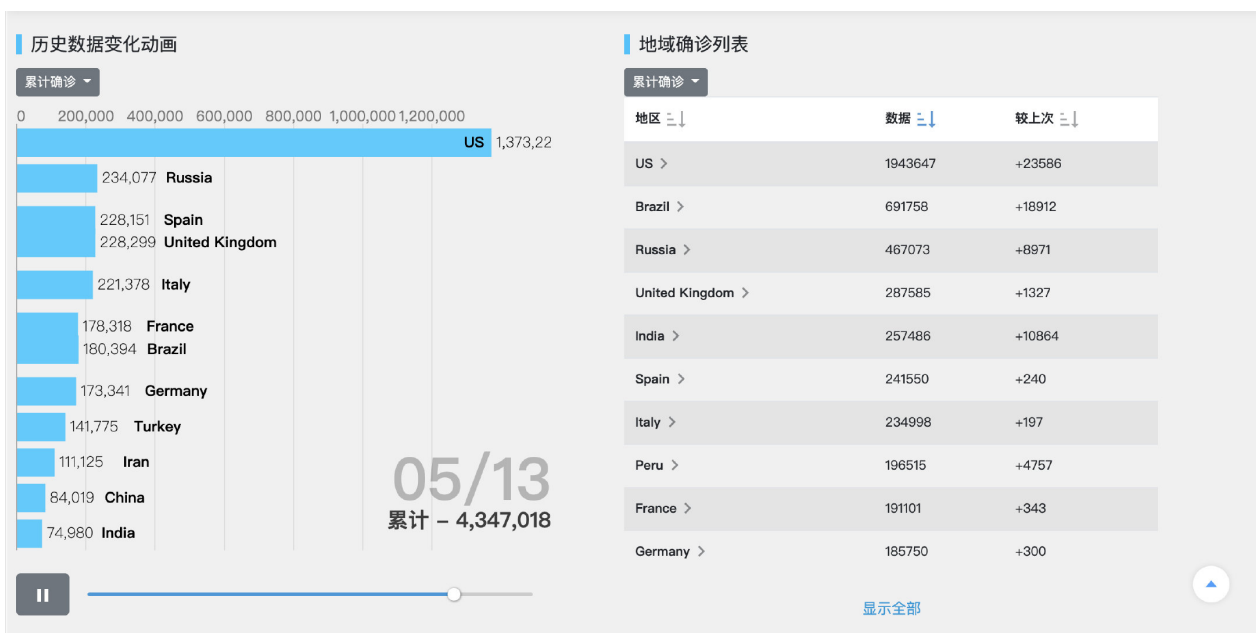 历史数据变化动画
累计确诊
0 200,000 400,000 600,000 800,000 1,000,000 1,200,000
US 1,373,22
234,077 Russia
228,151 Spain
228,299 United Kingdom
221,378 Italy
178,318 France
180,394 Brazil
173,341 Germany
141,775 Turkey
111,125 Iran
84,019 China
74,980 India
05/13
累计 – 4,347,018
地域确诊列表
累计确诊
地区 数据 较上次
US 1943647 +23586
Brazil 691758 +18912
Russia 467073 +8971
United Kingdom 287585 +1327
India 257486 +10864
Spain 241550 +240
Italy 234998 +197
Peru 196515 +4757
France 191101 +343
Germany 185750 +300
显示全部